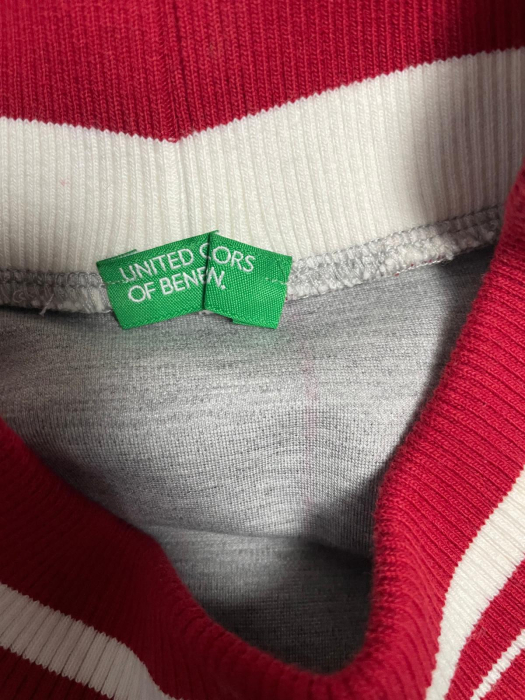 UNITED C ORS
OF BENE N.